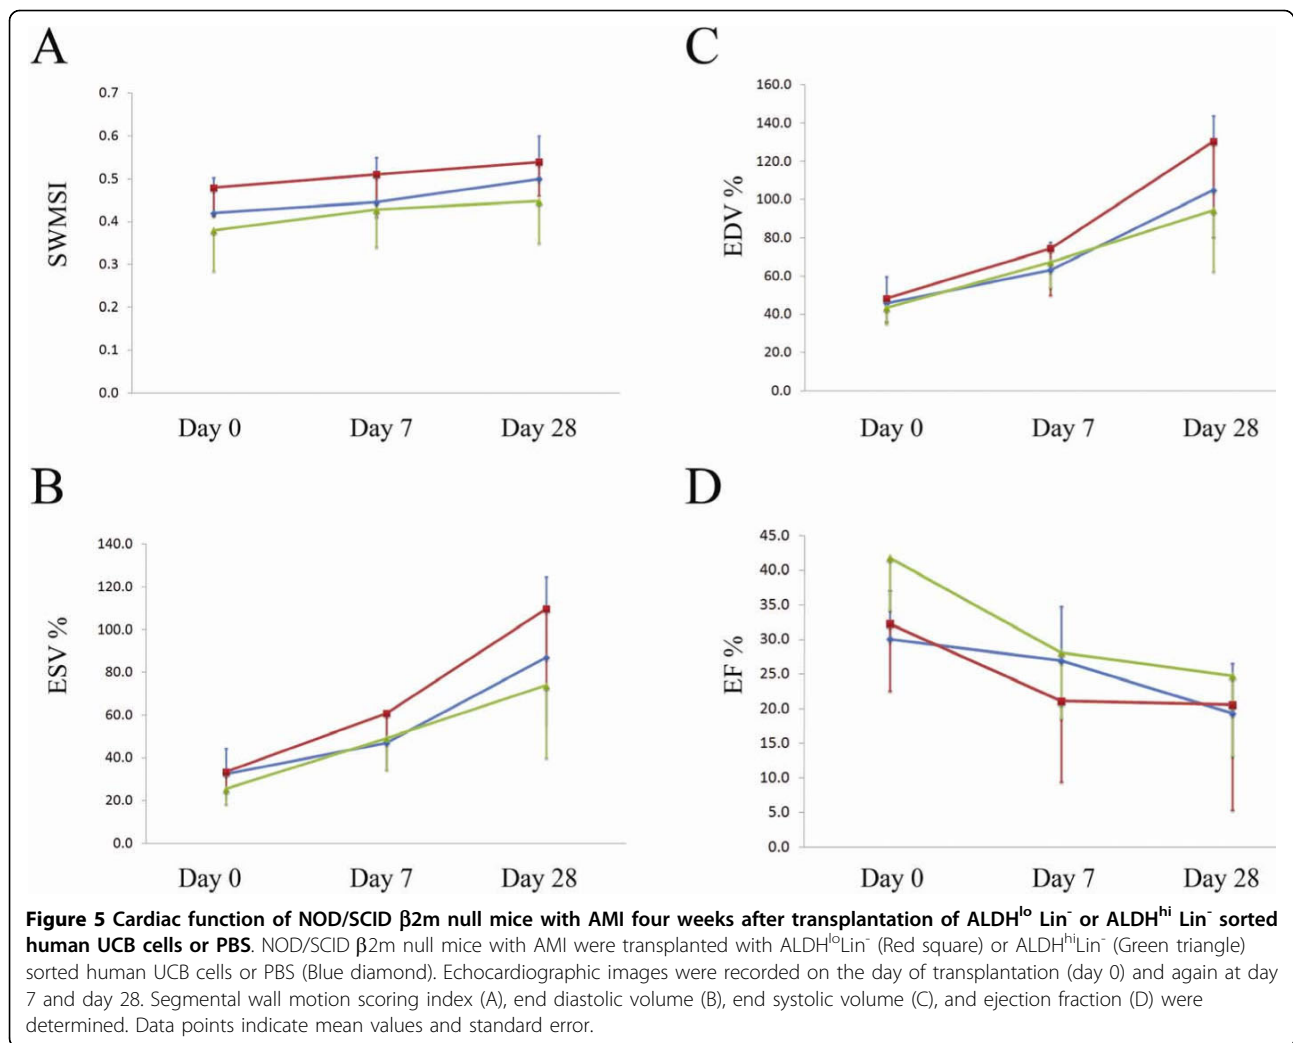 A
0.7
0.6
0.5
0.4
0.3
0.2
0.1
0.0
SWMSI
Day 0 Day 7 Day 28
C
160.0
140.0
120.0
100.0
80.0
60.0
40.0
20.0
0.0
EDV %
Day 0 Day 7 Day 28
B
140.0
120.0
100.0
80.0
60.0
40.0
20.0
0.0
ESV %
Day 0 Day 7 Day 28
D
45.0
40.0
35.0
30.0
25.0
20.0
15.0
10.0
5.0
0.0
EF %
Day 0 Day 7 Day 28
Figure 5 Cardiac function of NOD/SCID β2m null mice with AMI four weeks after transplantation of ALDHˡᵒ Lin⁻ or ALDHʰⁱ Lin⁻ sorted
human UCB cells or PBS. NOD/SCID β2m null mice with AMI were transplanted with ALDHˡᵒLin⁻ (Red square) or ALDHʰⁱLin⁻ (Green triangle)
sorted human UCB cells or PBS (Blue diamond). Echocardiographic images were recorded on the day of transplantation (day 0) and again at day
7 and day 28. Segmental wall motion scoring index (A), end diastolic volume (B), end systolic volume (C), and ejection fraction (D) were
determined. Data points indicate mean values and standard error.